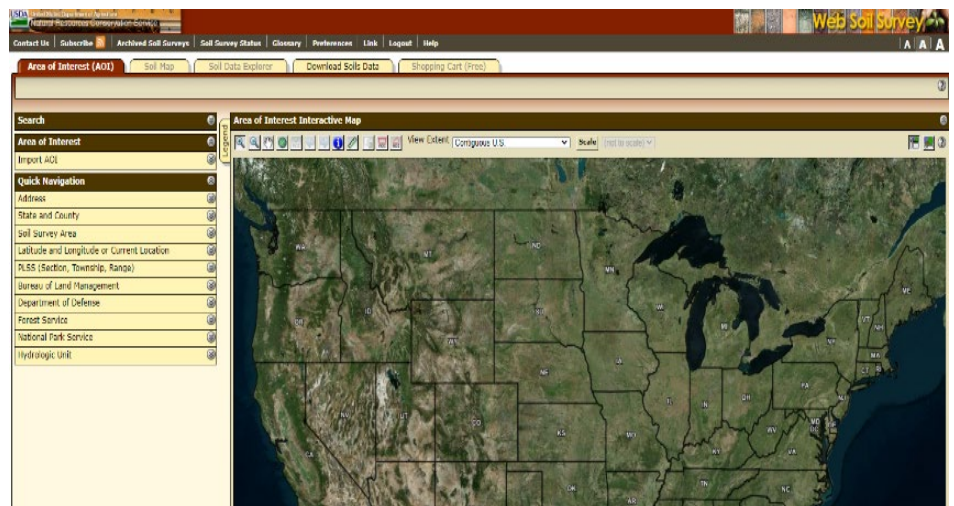 USDA United States Department of Agriculture
Natural Resources Conservation Service
Web Soil Survey
Contact Us Subscribe Archived Soil Surveys Soil Survey Status Glossary Preferences Link Logout Help
A A A
Area of Interest (AOI) Soil Map Soil Data Explorer Download Soils Data Shopping Cart (Free)
Search
Area of Interest
Import AOI
Quick Navigation
Address
State and County
Soil Survey Area
Latitude and Longitude or Current Location
PLSS (Section, Township, Range)
Bureau of Land Management
Department of Defense
Forest Service
National Park Service
Hydrologic Unit
Legend
Area of Interest Interactive Map
View Extent Contiguous U.S. Scale (not to scale)
WA MT ND MN ME
OR ID SD WI MI VT NH
WY NY MA
CT RI
IA NE PA
NV UT CO IL IN OH NJ
MD DE
DC
CA KS MO WV VA
KY
OK AR TN NC